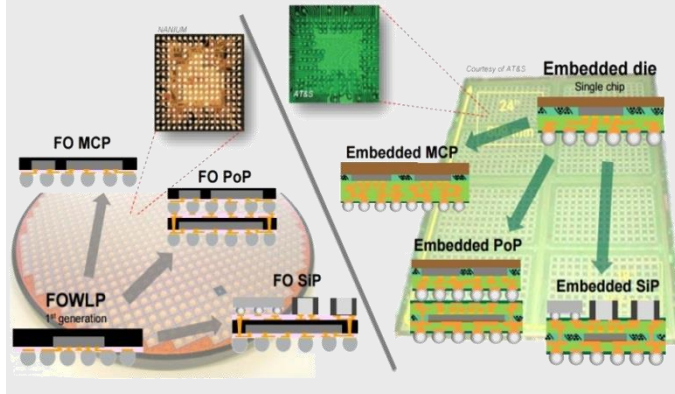 NANIUM
AT&S
Courtesy of AT&S
24"
Embedded die
Single chip
FO MCP
FO PoP
Embedded MCP
Embedded PoP
FO SiP
Embedded SiP
FOWLP
1st generation